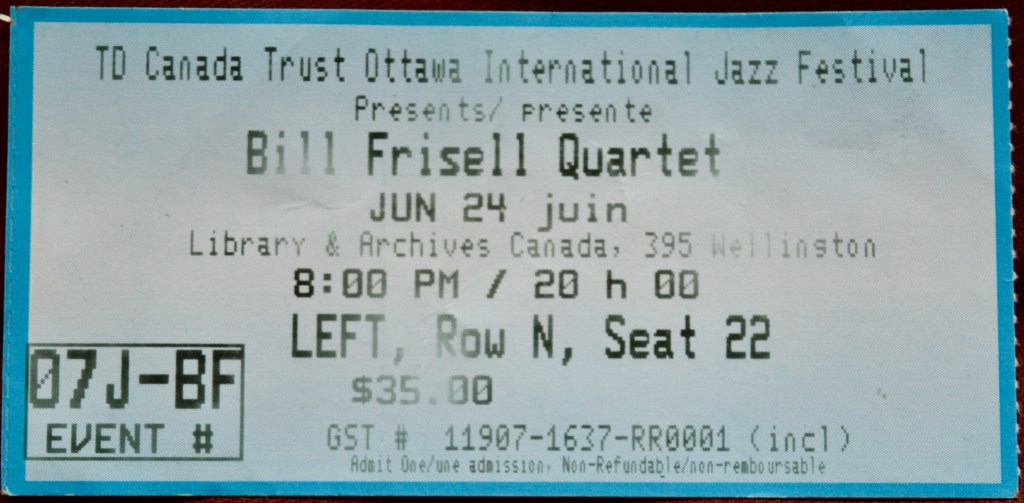 TD Canada Trust Ottawa International Jazz Festival
Presents/ presente
Bill Frisell Quartet
JUN 24 juin
Library & Archives Canada, 395 Wellington
8:00 PM / 20 h 00
LEFT, Row N, Seat 22
$35.00
07J-BF
EVENT #
GST # 11907-1637-RR0001 (incl)
Admit One/une admission, Non-Refundable/non-remboursable